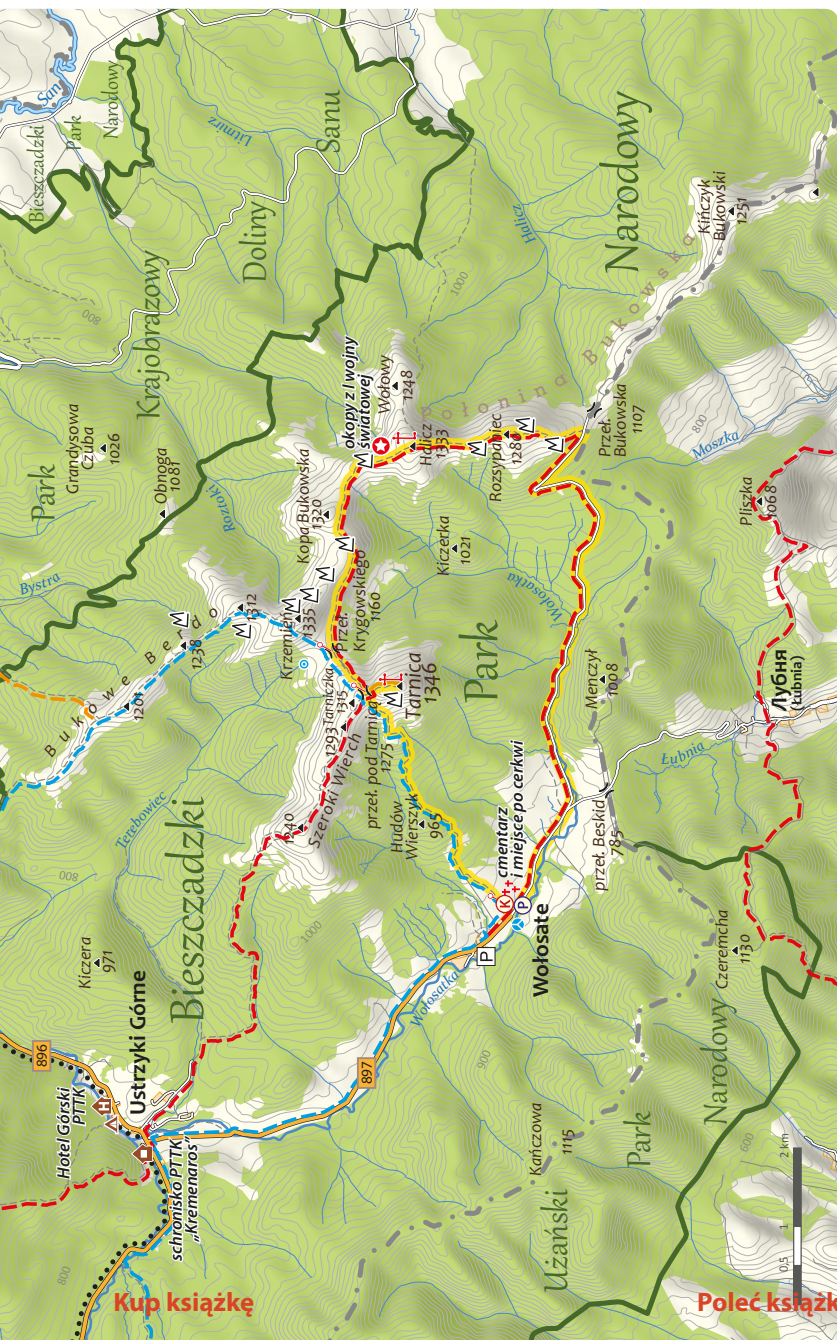 San
Bieszczadzki
Park
Narodowy
Litmirz
Sanu
Doliny
Krajobrazowy
Park
Narodowy
Halicz
Kińczyk
Bukowski
1251
800
1000
Grandysowa
Czuba
1026
Obnoga
1081
Roztoki
Bystra
okopy z I wojny
światowej
Wołowy
1248
Halicz
1333
Połonina Bukowska
Rozsypaniec
Przeł.
Bukowska
1107
800
Moszka
Pliszka
1068
Kopa Bukowska
1320
Kiczerka
1021
Wołosatka
Bukowe Berdo
1312
1238
1201
Krzemień
1335
Przeł.
Krygowskiego
1160
Tarnica
1346
Park
Menczył
1018
Лубня
(Łubnia)
Łubnia
Tarniczka
1315
1293
Szeroki Wierch
1240
przeł. pod Tarnicą
1275
Hudów
Wierszyk
965
cmentarz
i miejsce po cerkwi
przeł. Beskid
785
Terebowiec
800
Bieszczadzki
1000
Kiczera
971
K
P
P
Wołosate
Wołosatka
Czeremcha
1130
Ustrzyki Górne
896
897
Hotel Górski
PTTK
H
schronisko PTTK
„Kremenaros”
900
Kańczowa
1115
Użański
Park
Narodowy
600
800
0,5
1
2 km
Kup książkę
Poleć książk